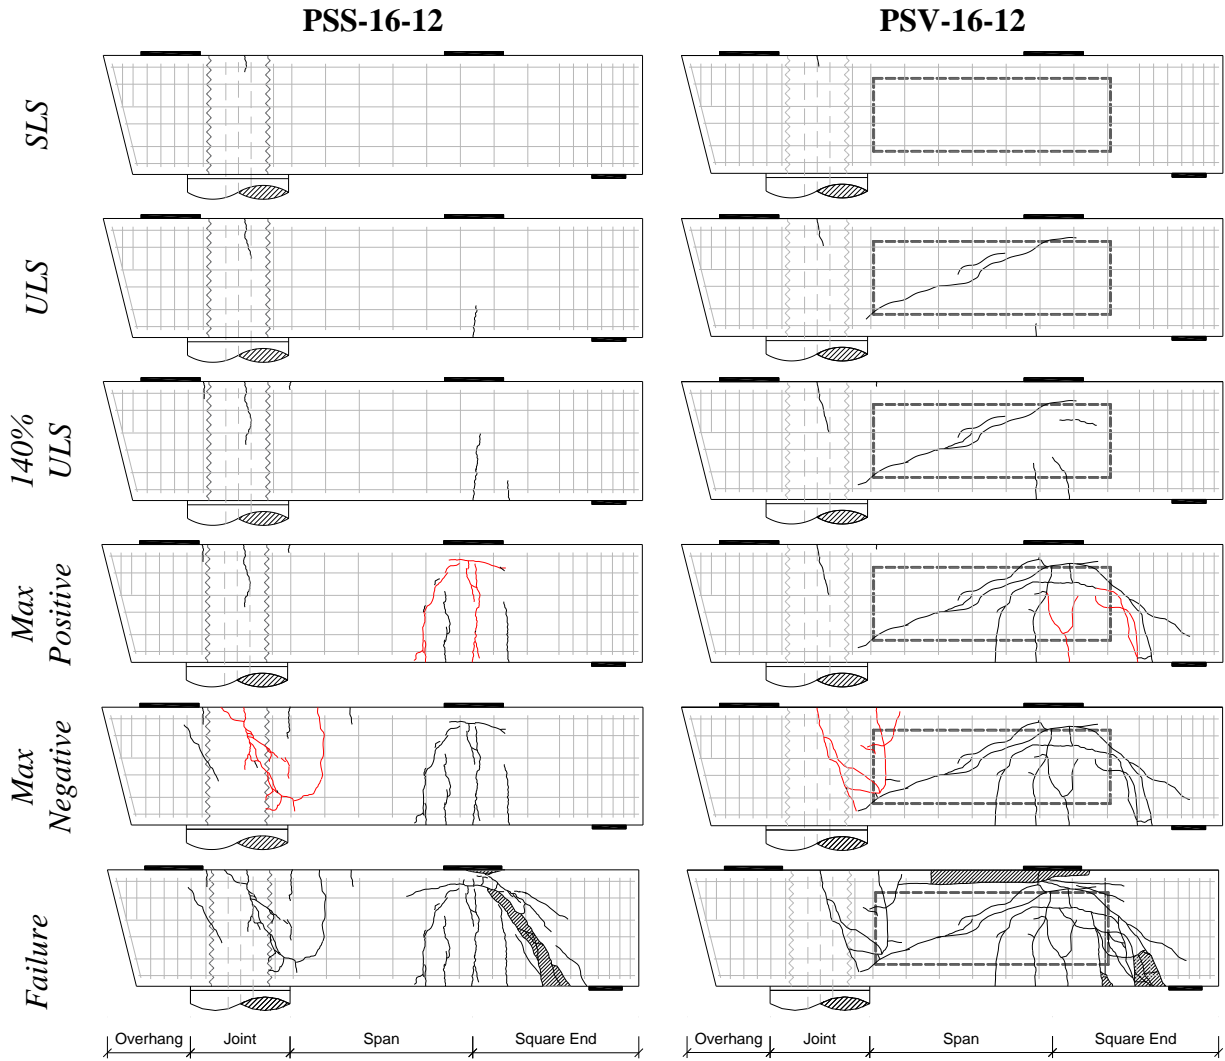 PSS-16-12
PSV-16-12
SLS
ULS
140%
ULS
Max
Positive
Max
Negative
Failure
Overhang
Joint
Span
Square End
Overhang
Joint
Span
Square End